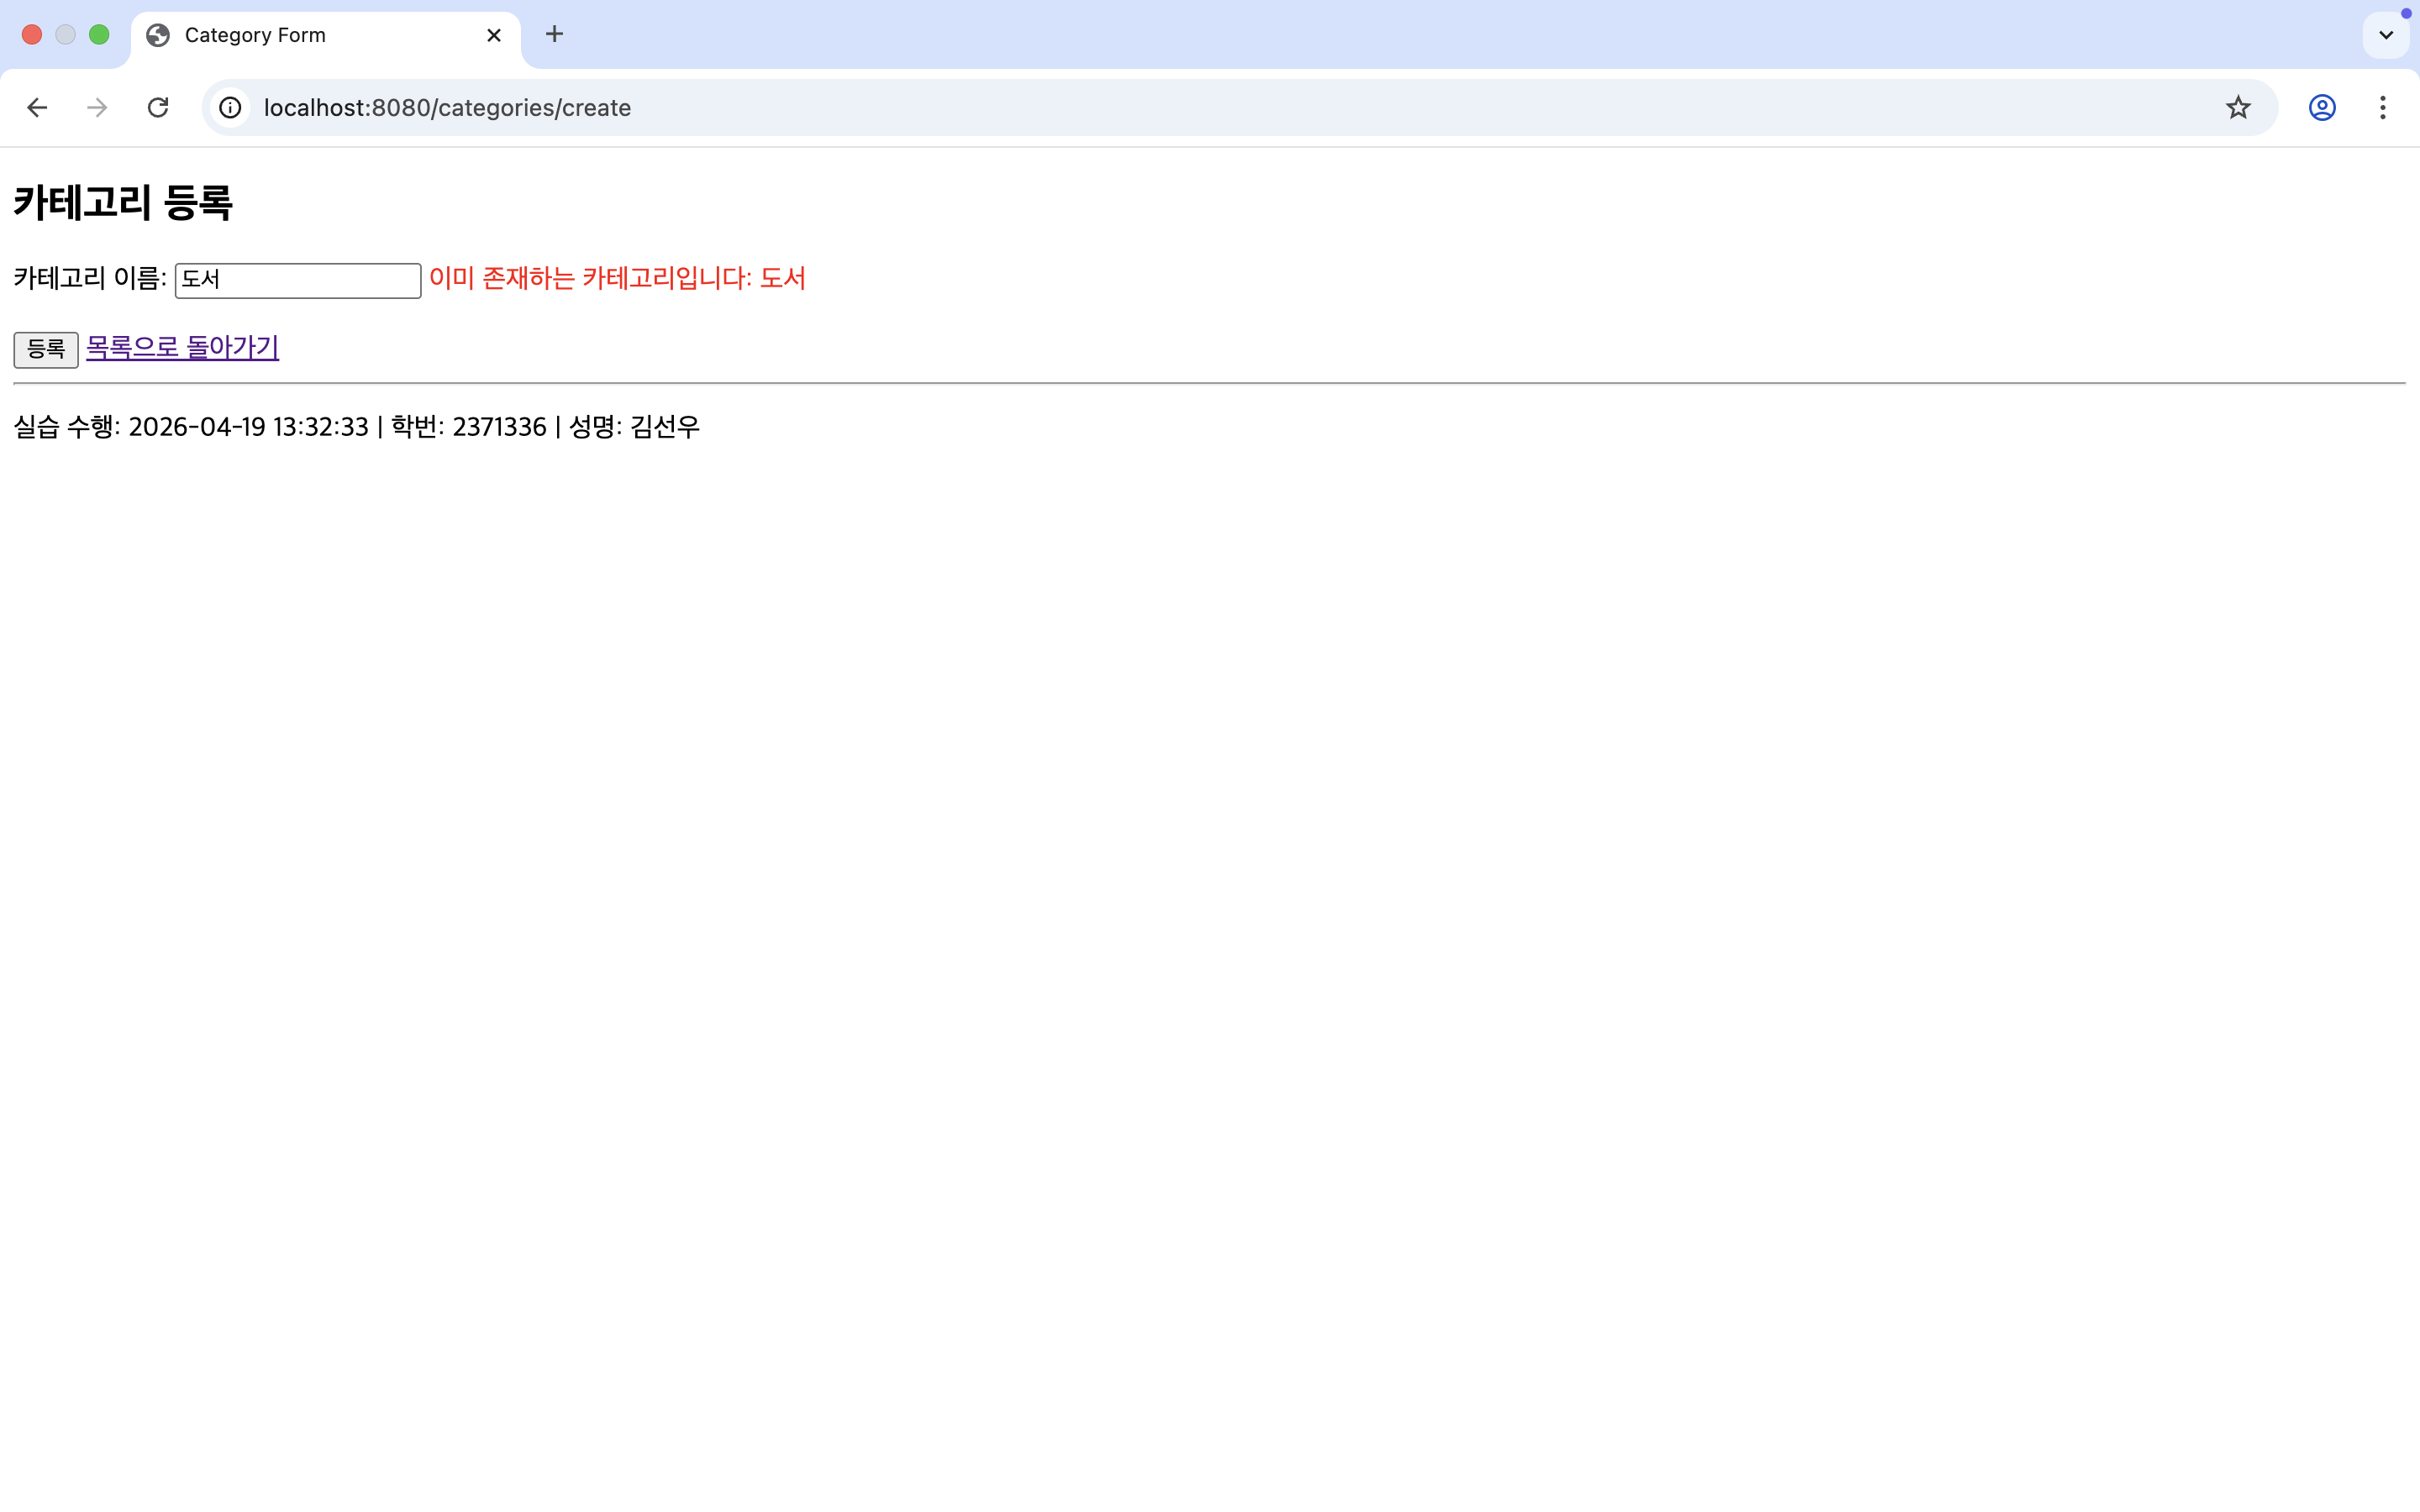 Category Form
localhost:8080/categories/create
카테고리 등록
카테고리 이름: 도서 이미 존재하는 카테고리입니다: 도서
등록 목록으로 돌아가기
실습 수행: 2026-04-19 13:32:33 | 학번: 2371336 | 성명: 김선우